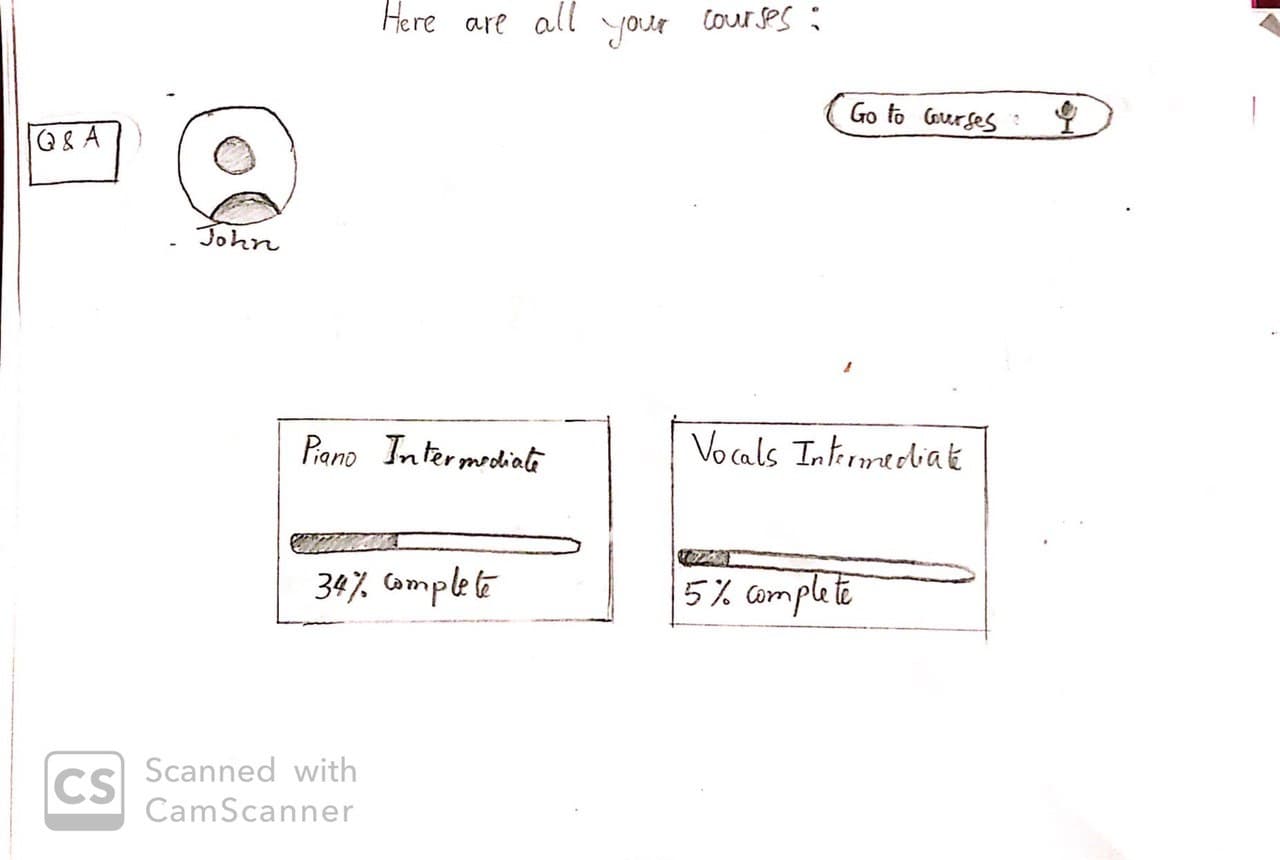 Here are all your courses :
Go to courses :
Q & A
John
Piano Intermediate
34% complete
Vocals Intermediate
5% complete
CS
Scanned with
CamScanner